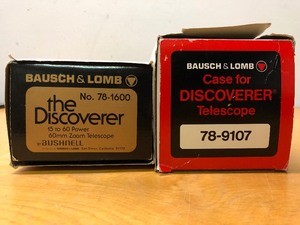 BAUSCH & LOMB
No. 78-1600
the
Discoverer
15 to 60 Power
60mm Zoom Telescope
BY BUSHNELL
BAUSCH & LOMB
Case for
DISCOVERER®
Telescope
78-9107